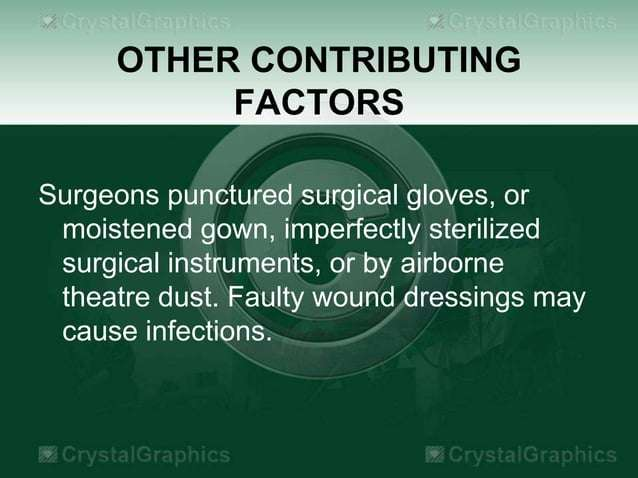 CrystalGraphics CrystalGraphics
OTHER CONTRIBUTING
FACTORS
Surgeons punctured surgical gloves, or
moistened gown, imperfectly sterilized
surgical instruments, or by airborne
theatre dust. Faulty wound dressings may
cause infections.
CrystalGraphics CrystalGraphics